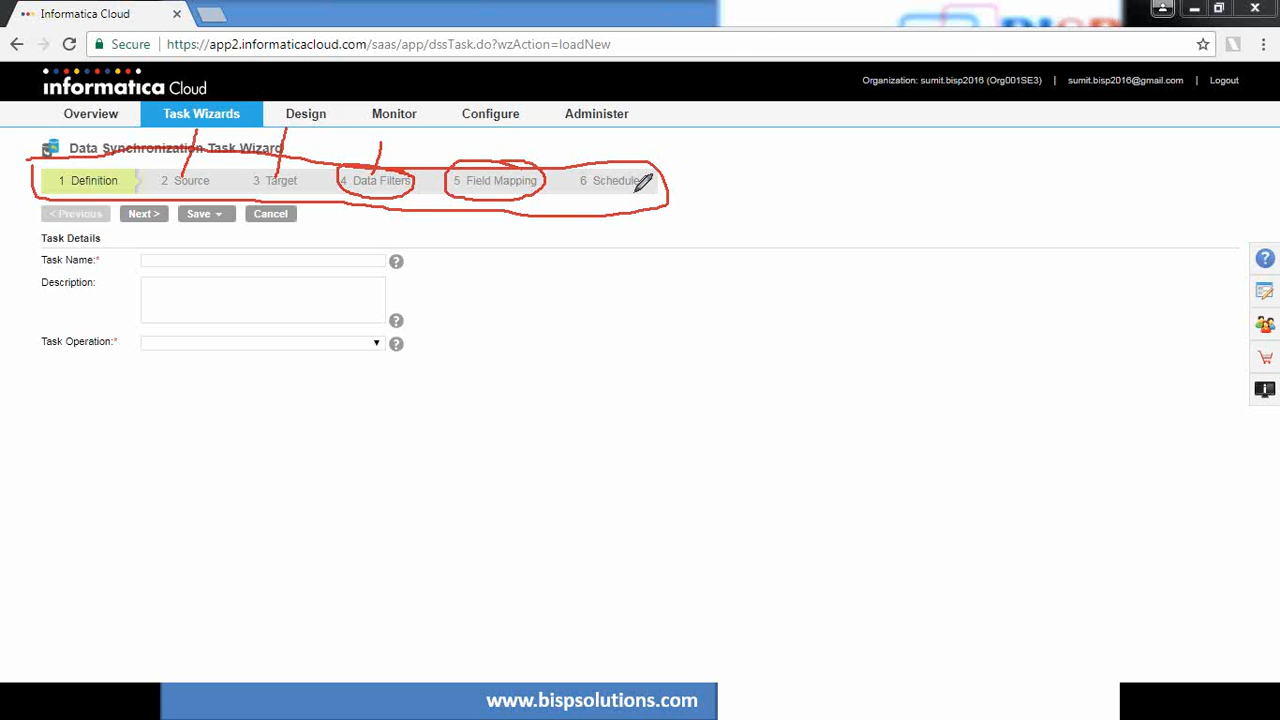 Informatica Cloud
BISP
Secure https://app2.informaticacloud.com/saas/app/dssTask.do?wzAction=loadNew
informatica Cloud
Organization: sumit.bisp2016 (Org001SE3) | sumit.bisp2016@gmail.com | Logout
Overview Task Wizards Design Monitor Configure Administer
Data Synchronization Task Wizard
1 Definition 2 Source 3 Target 4 Data Filters 5 Field Mapping 6 Schedule
< Previous Next > Save Cancel
Task Details
Task Name:*
Description:
Task Operation:*
www.bispsolutions.com